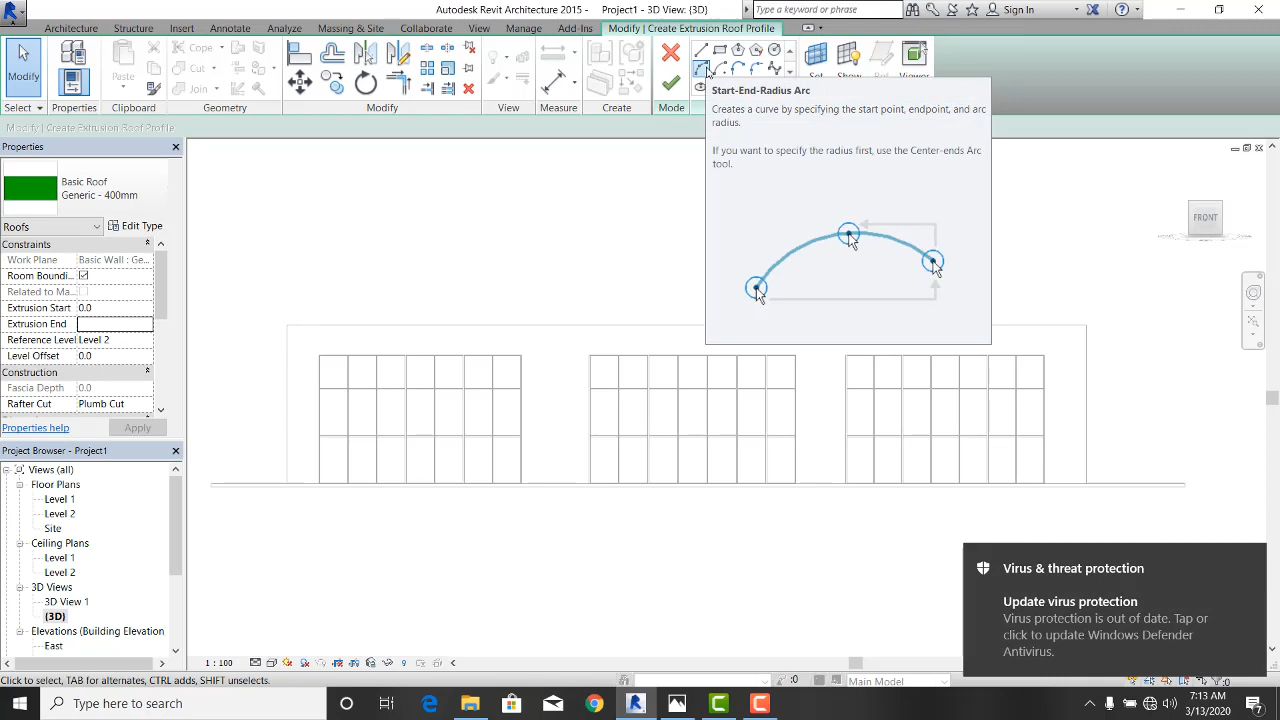 Autodesk Revit Architecture 2015 - Project1 - 3D View: {3D}
Type a keyword or phrase
Sign In
Architecture
Structure
Insert
Annotate
Analyze
Massing & Site
Collaborate
View
Manage
Add-Ins
Modify | Create Extrusion Roof Profile
Modify
Paste
Cope
Cut
Join
Set
Show
Ref
Viewer
Select
Properties
Clipboard
Geometry
Modify
View
Measure
Create
Mode
Start-End-Radius Arc
Creates a curve by specifying the start point, endpoint, and arc
radius.
If you want to specify the radius first, use the Center-ends Arc
tool.
Modify | Create Extrusion Roof Profile
Properties
Basic Roof
Generic - 400mm
Roofs
Edit Type
Constraints
Work Plane Basic Wall : Ge
Room Boundi...
Related to Ma...
Extrusion Start 0.0
Extrusion End
Reference Level Level 2
Level Offset 0.0
Construction
Fascia Depth 0.0
Rafter Cut Plumb Cut
Properties help
Apply
Project Browser - Project1
Views (all)
Floor Plans
Level 1
Level 2
Site
Ceiling Plans
Level 1
Level 2
3D Views
3D View 1
{3D}
Elevations (Building Elevation
East
FRONT
Virus & threat protection
Update virus protection
Virus protection is out of date. Tap or
click to update Windows Defender
Antivirus.
1 : 100
Click to select, TAB for alternates, CTRL adds, SHIFT unselects.
:0
Main Model
:0
Type here to search
7:13 AM
3/13/2020
7